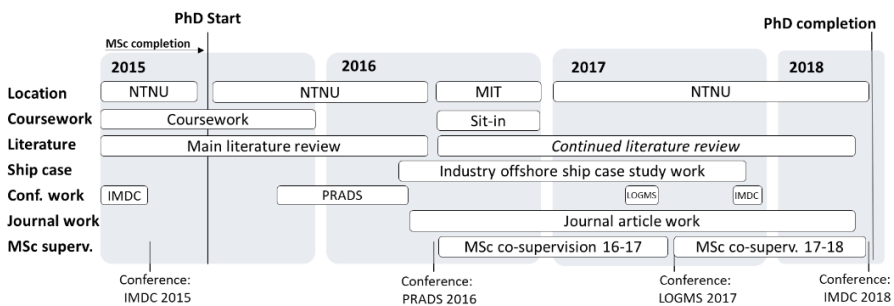 PhD Start
PhD completion
MSc completion
2015 2016 2017 2018
Location NTNU NTNU MIT NTNU
Coursework Coursework Sit-in
Literature Main literature review Continued literature review
Ship case Industry offshore ship case study work
Conf. work IMDC PRADS LOGMS IMDC
Journal work Journal article work
MSc superv. MSc co-supervision 16-17 MSc co-superv. 17-18
Conference: Conference: Conference: Conference:
IMDC 2015 PRADS 2016 LOGMS 2017 IMDC 2018